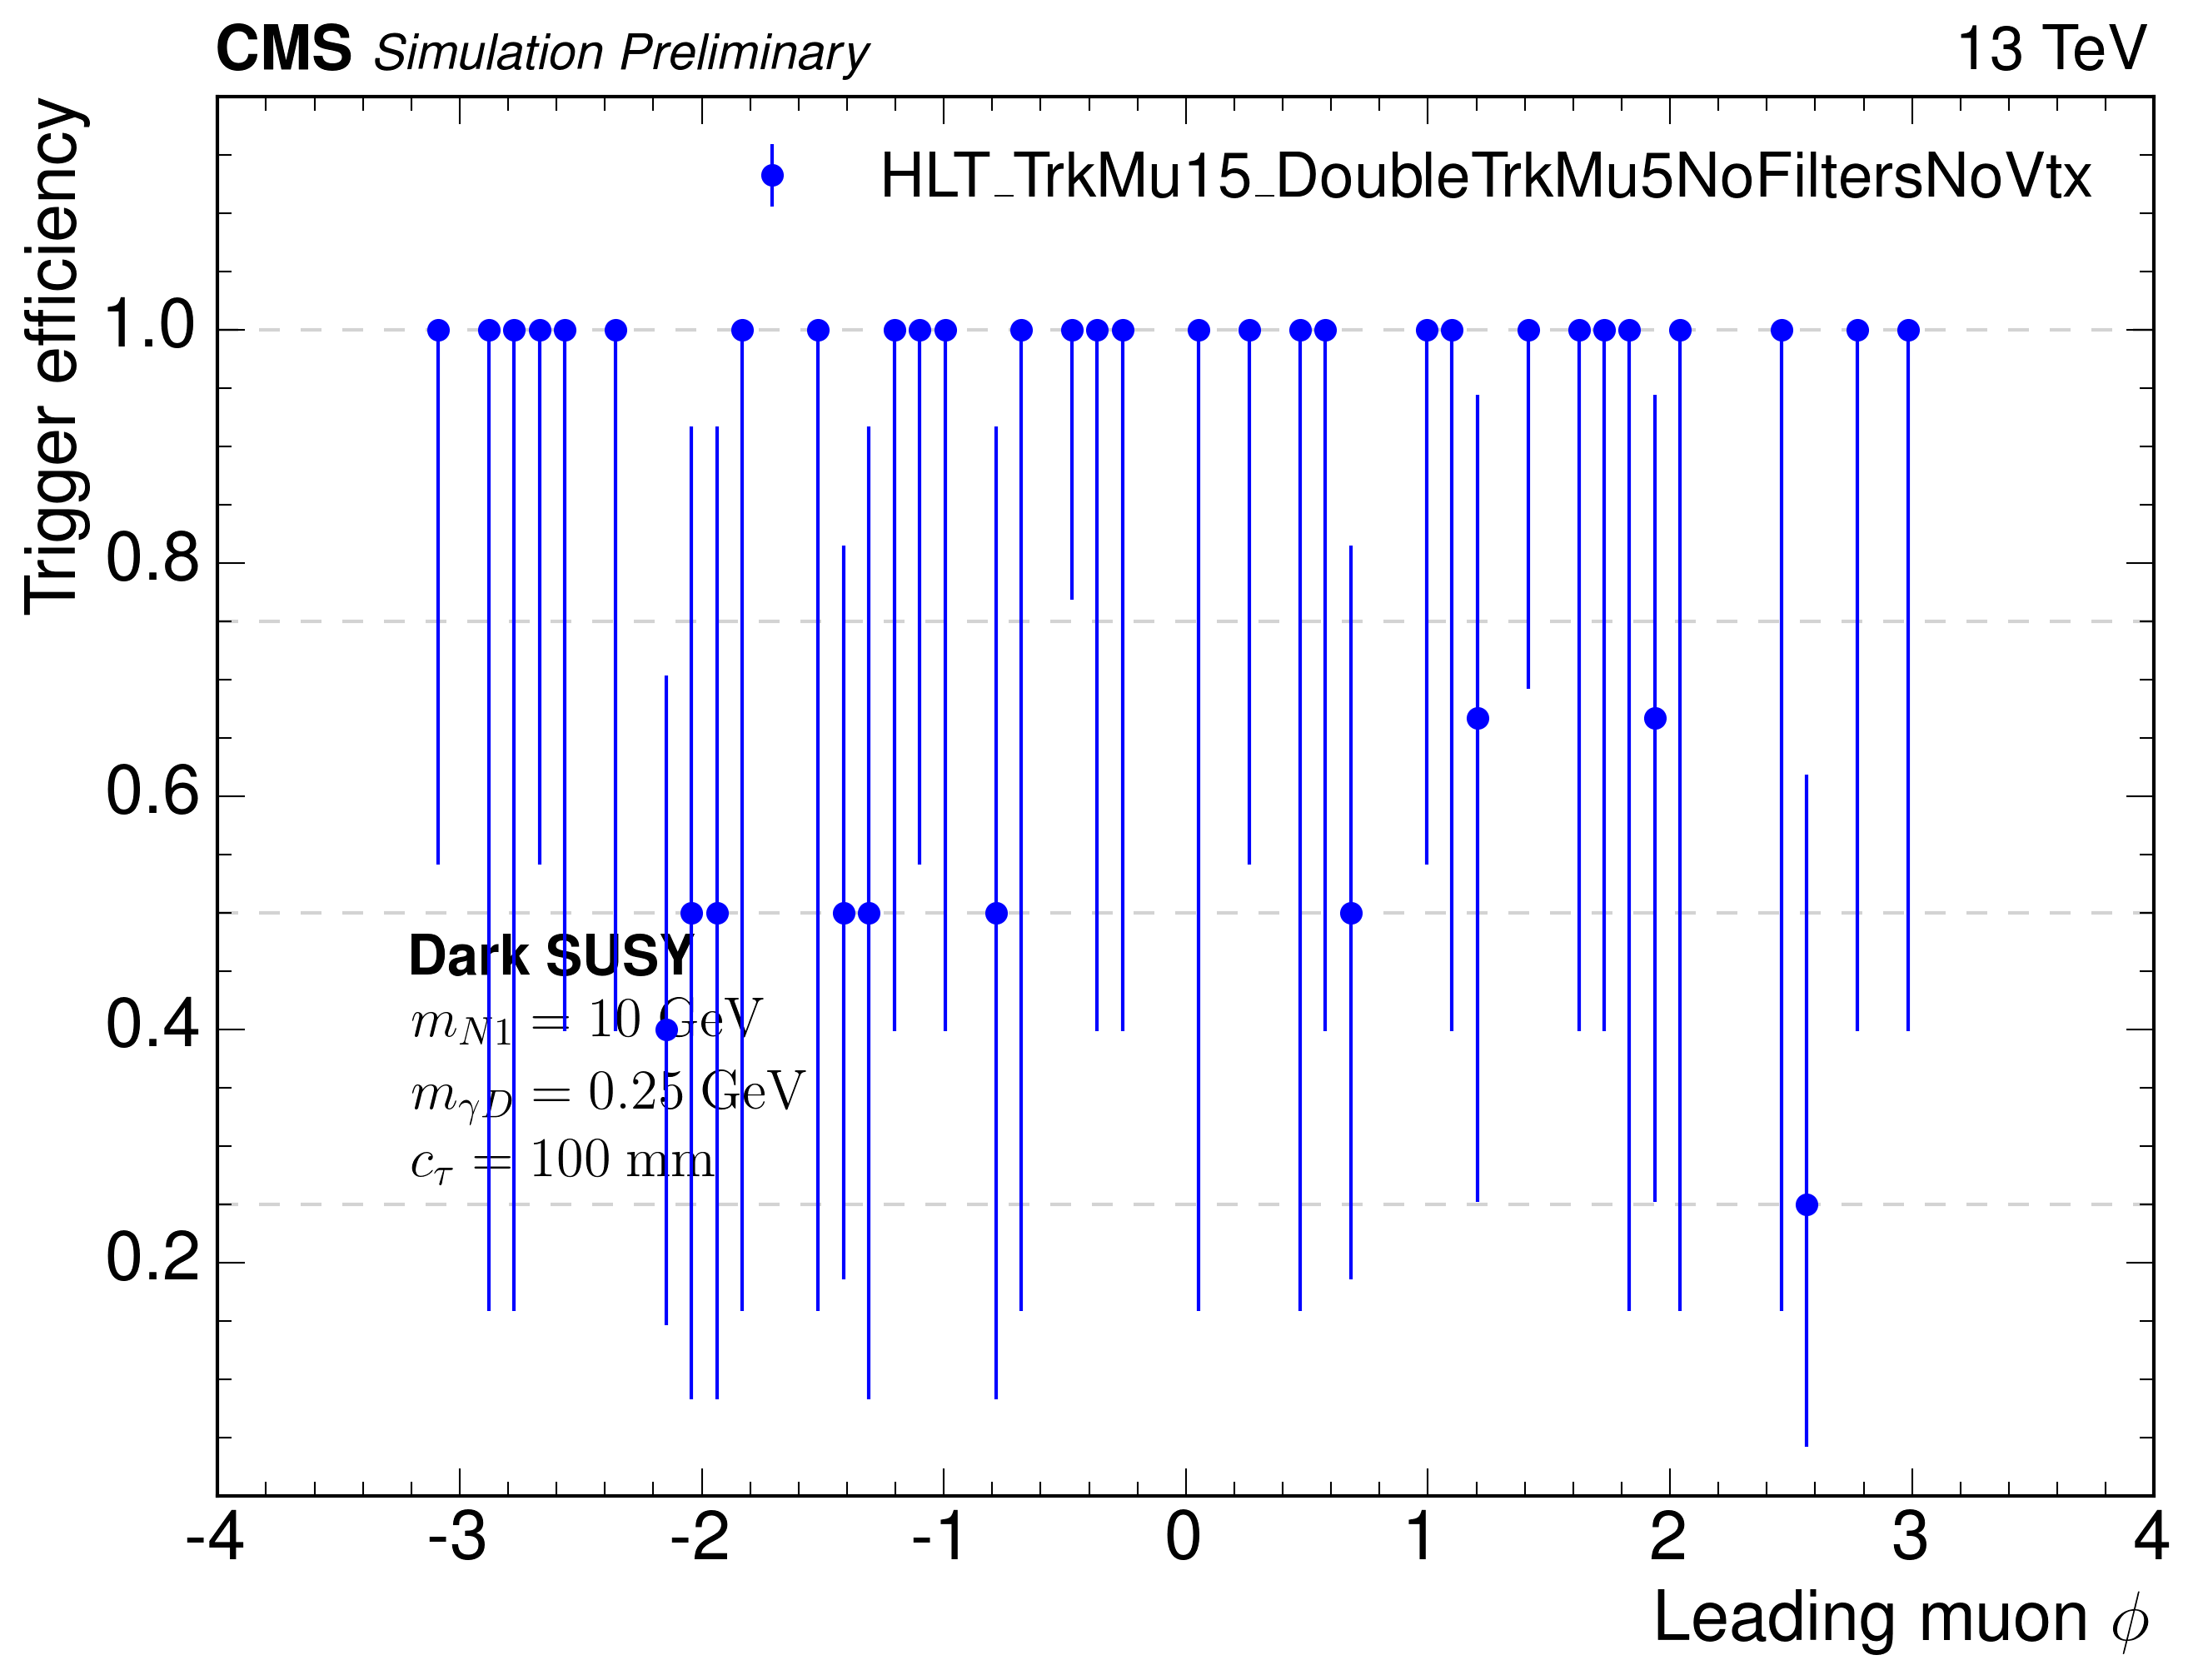 CMS Simulation Preliminary 13 TeV
Trigger efficiency
HLT_TrkMu15_DoubleTrkMu5NoFiltersNoVtx
1.0
0.8
0.6
0.4
0.2
Dark SUSY
m_{N1} = 10 GeV
m_{γD} = 0.25 GeV
c_τ = 100 mm
-4 -3 -2 -1 0 1 2 3 4
Leading muon ϕ